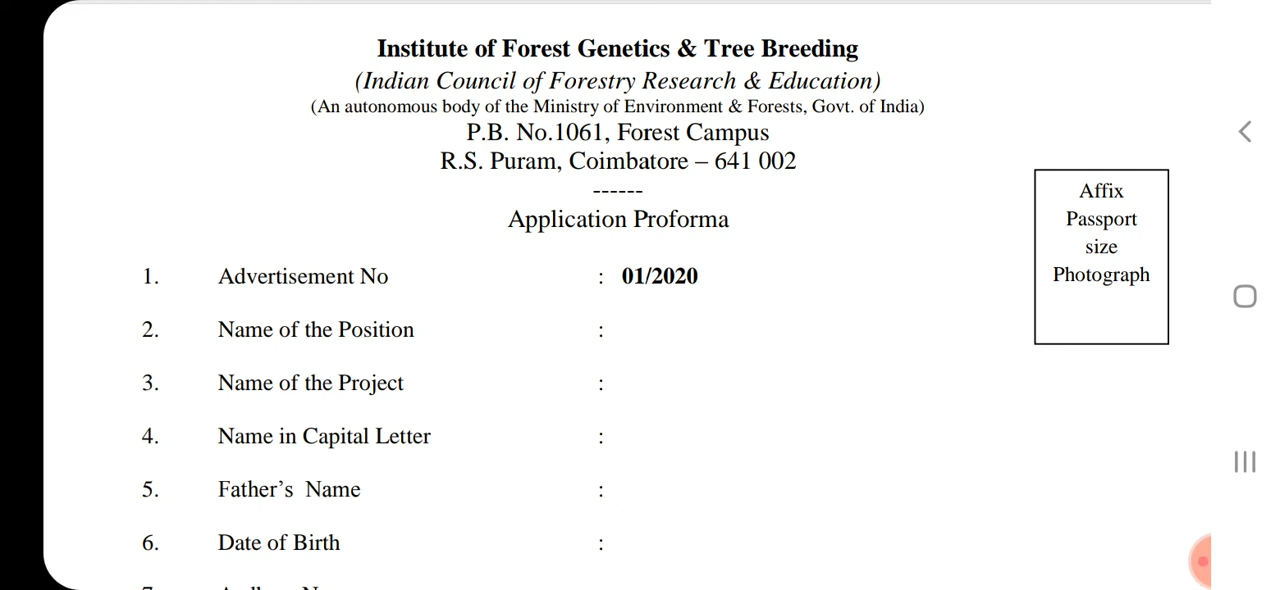 Institute of Forest Genetics & Tree Breeding
(Indian Council of Forestry Research & Education)
(An autonomous body of the Ministry of Environment & Forests, Govt. of India)
P.B. No.1061, Forest Campus
R.S. Puram, Coimbatore – 641 002
------
Application Proforma
Affix
Passport
size
Photograph
1. Advertisement No : 01/2020
2. Name of the Position :
3. Name of the Project :
4. Name in Capital Letter :
5. Father’s Name :
6. Date of Birth :